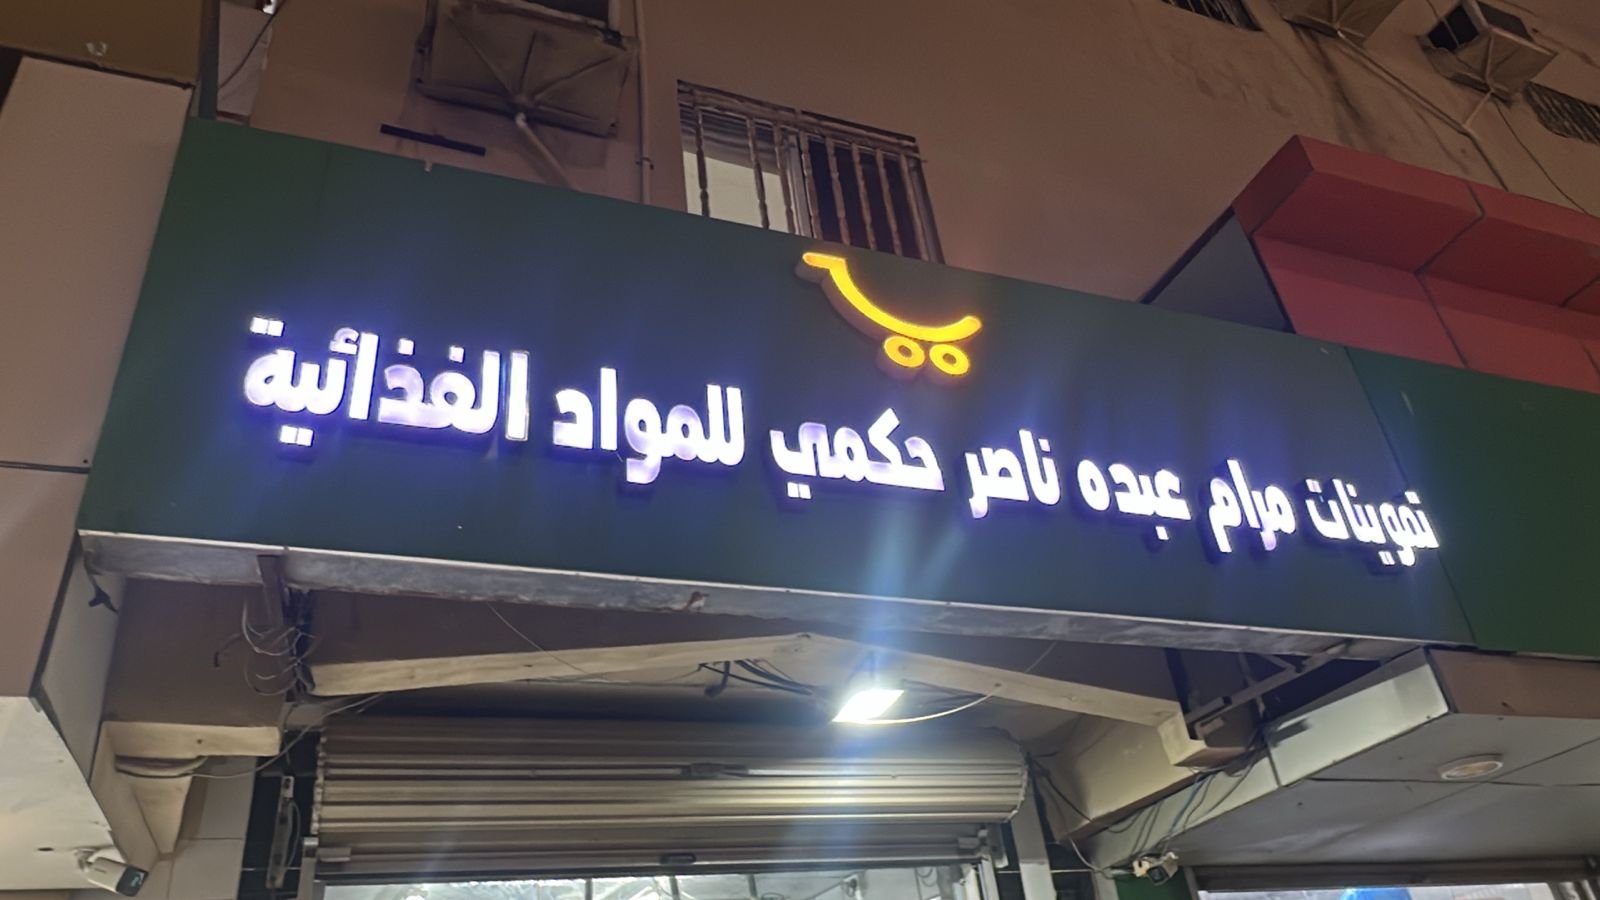 تموينات مرام عبده ناصر حكمي للمواد الغذائية